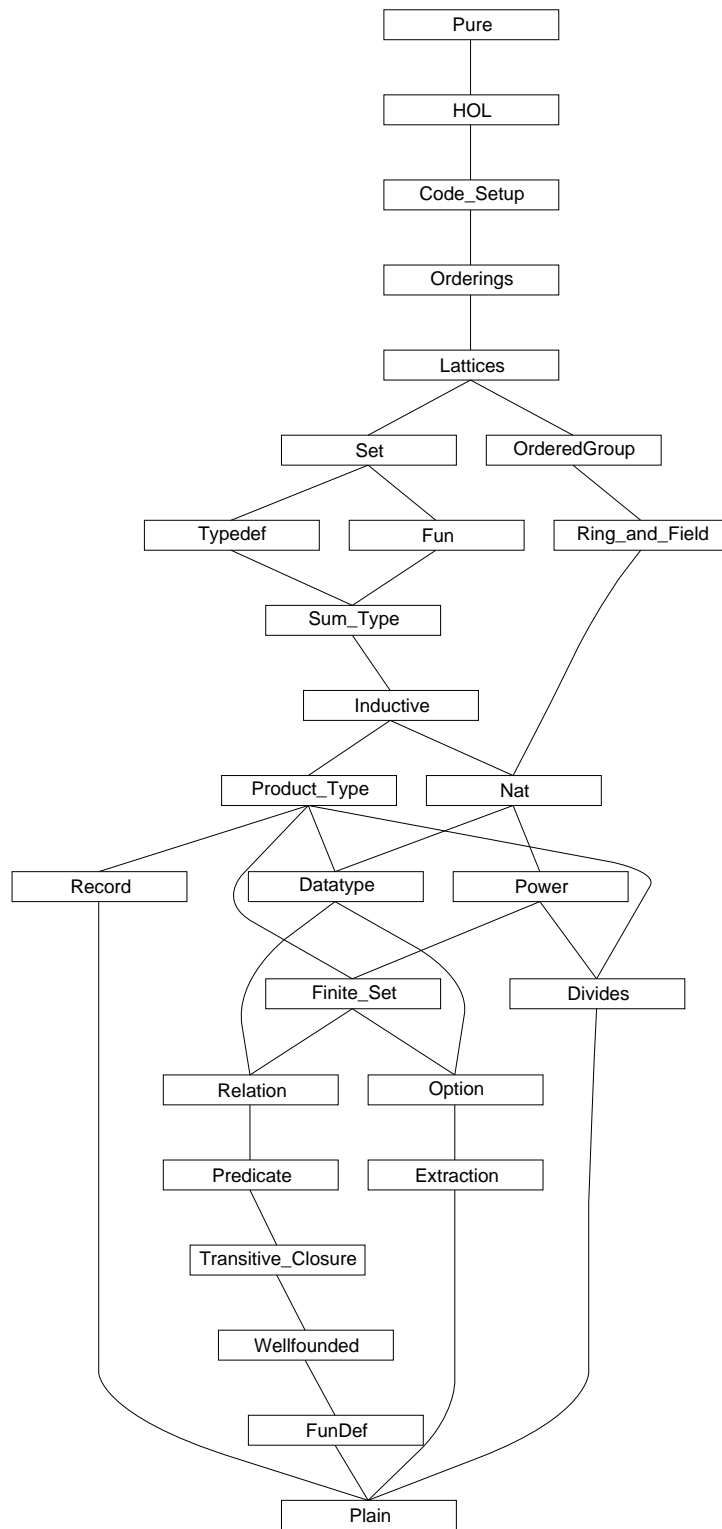 Pure
HOL
Code_Setup
Orderings
Lattices
Set
OrderedGroup
Typedef
Fun
Ring_and_Field
Sum_Type
Inductive
Product_Type
Nat
Record
Datatype
Power
Finite_Set
Divides
Relation
Option
Predicate
Extraction
Transitive_Closure
Wellfounded
FunDef
Plain